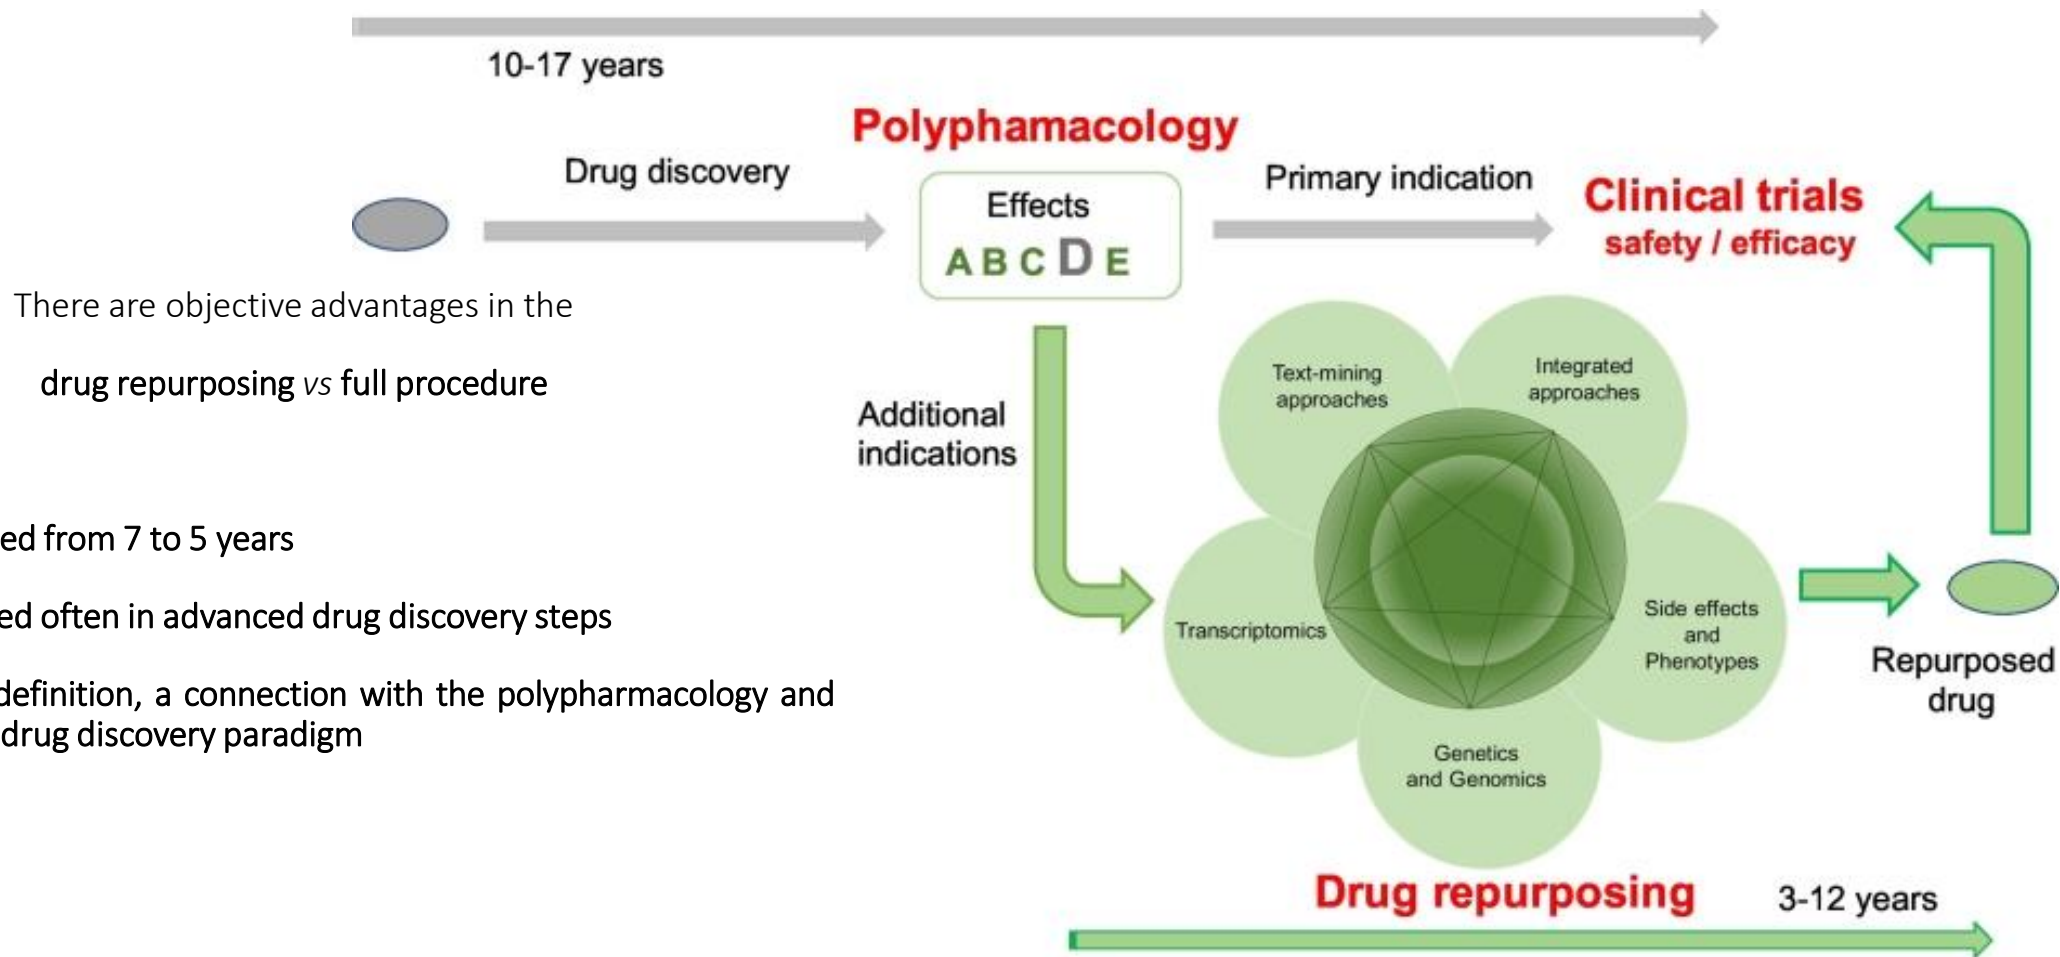 10-17 years
Polyphamacology
Drug discovery
Effects
A B C D E
Primary indication
Clinical trials
safety / efficacy
There are objective advantages in the
drug repurposing vs full procedure
ed from 7 to 5 years
ed often in advanced drug discovery steps
definition, a connection with the polypharmacology and
drug discovery paradigm
Additional
indications
Text-mining
approaches
Integrated
approaches
Transcriptomics
Side effects
and
Phenotypes
Genetics
and Genomics
Repurposed
drug
Drug repurposing
3-12 years